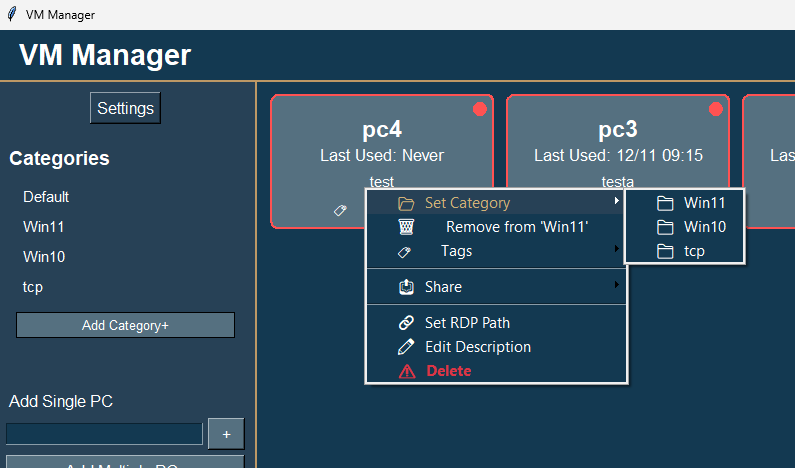 VM Manager
VM Manager
Settings
Categories
Default
Win11
Win10
tcp
Add Category+
Add Single PC
+
pc4
Last Used: Never
test
pc3
Last Used: 12/11 09:15
testa
Set Category
Remove from 'Win11'
Tags
Share
Set RDP Path
Edit Description
Delete
Win11
Win10
tcp